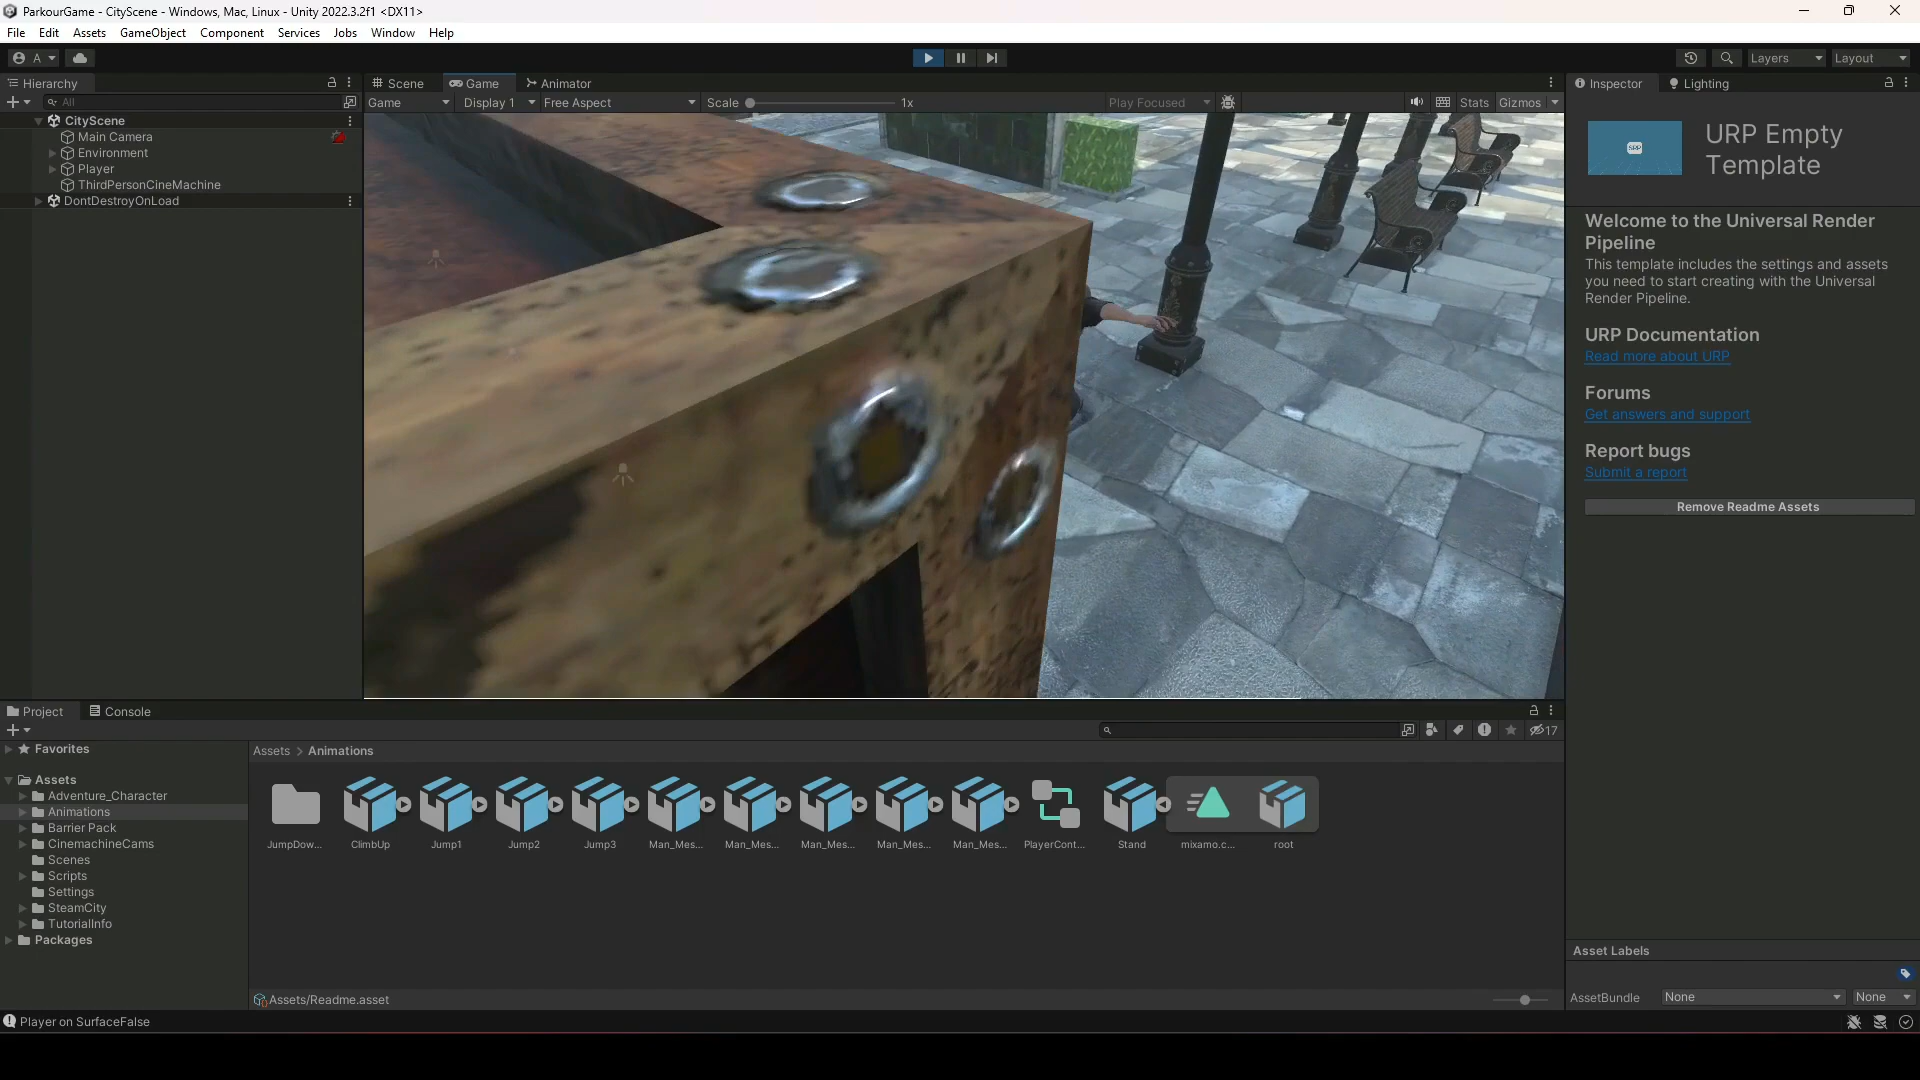 ParkourGame - CityScene - Windows, Mac, Linux - Unity 2022.3.2f1 <DX11>
File Edit Assets GameObject Component Services Jobs Window Help
A Layers Layout
Hierarchy Scene Game Animator Inspector Lighting
All Game Display 1 Free Aspect Scale 1x Play Focused Stats Gizmos
CityScene
Main Camera
Environment
Player
ThirdPersonCineMachine
DontDestroyOnLoad
URP Empty
Template
Welcome to the Universal Render
Pipeline
This template includes the settings and assets
you need to start creating with the Universal
Render Pipeline.
URP Documentation
Read more about URP
Forums
Get answers and support
Report bugs
Submit a report
Remove Readme Assets
Project Console
17
Favorites
Assets
Adventure_Character
Animations
Barrier Pack
CinemachineCams
Scenes
Scripts
Settings
SteamCity
TutorialInfo
Packages
Assets > Animations
JumpDow... ClimbUp Jump1 Jump2 Jump3 Man_Mes... Man_Mes... Man_Mes... Man_Mes... Man_Mes... PlayerCont... Stand mixamo.c... root
Assets/Readme.asset
Asset Labels
AssetBundle None None
Player on SurfaceFalse